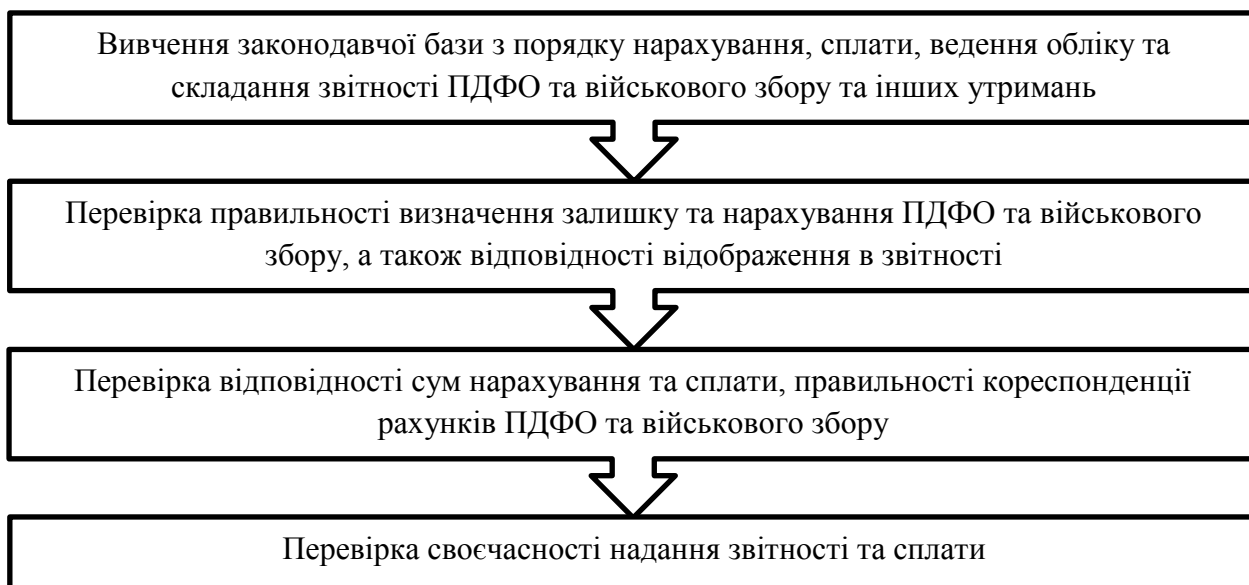 Вивчення законодавчої бази з порядку нарахування, сплати, ведення обліку та
складання звітності ПДФО та військового збору та інших утримань
Перевірка правильності визначення залишку та нарахування ПДФО та військового
збору, а також відповідності відображення в звітності
Перевірка відповідності сум нарахування та сплати, правильності кореспонденції
рахунків ПДФО та військового збору
Перевірка своєчасності надання звітності та сплати